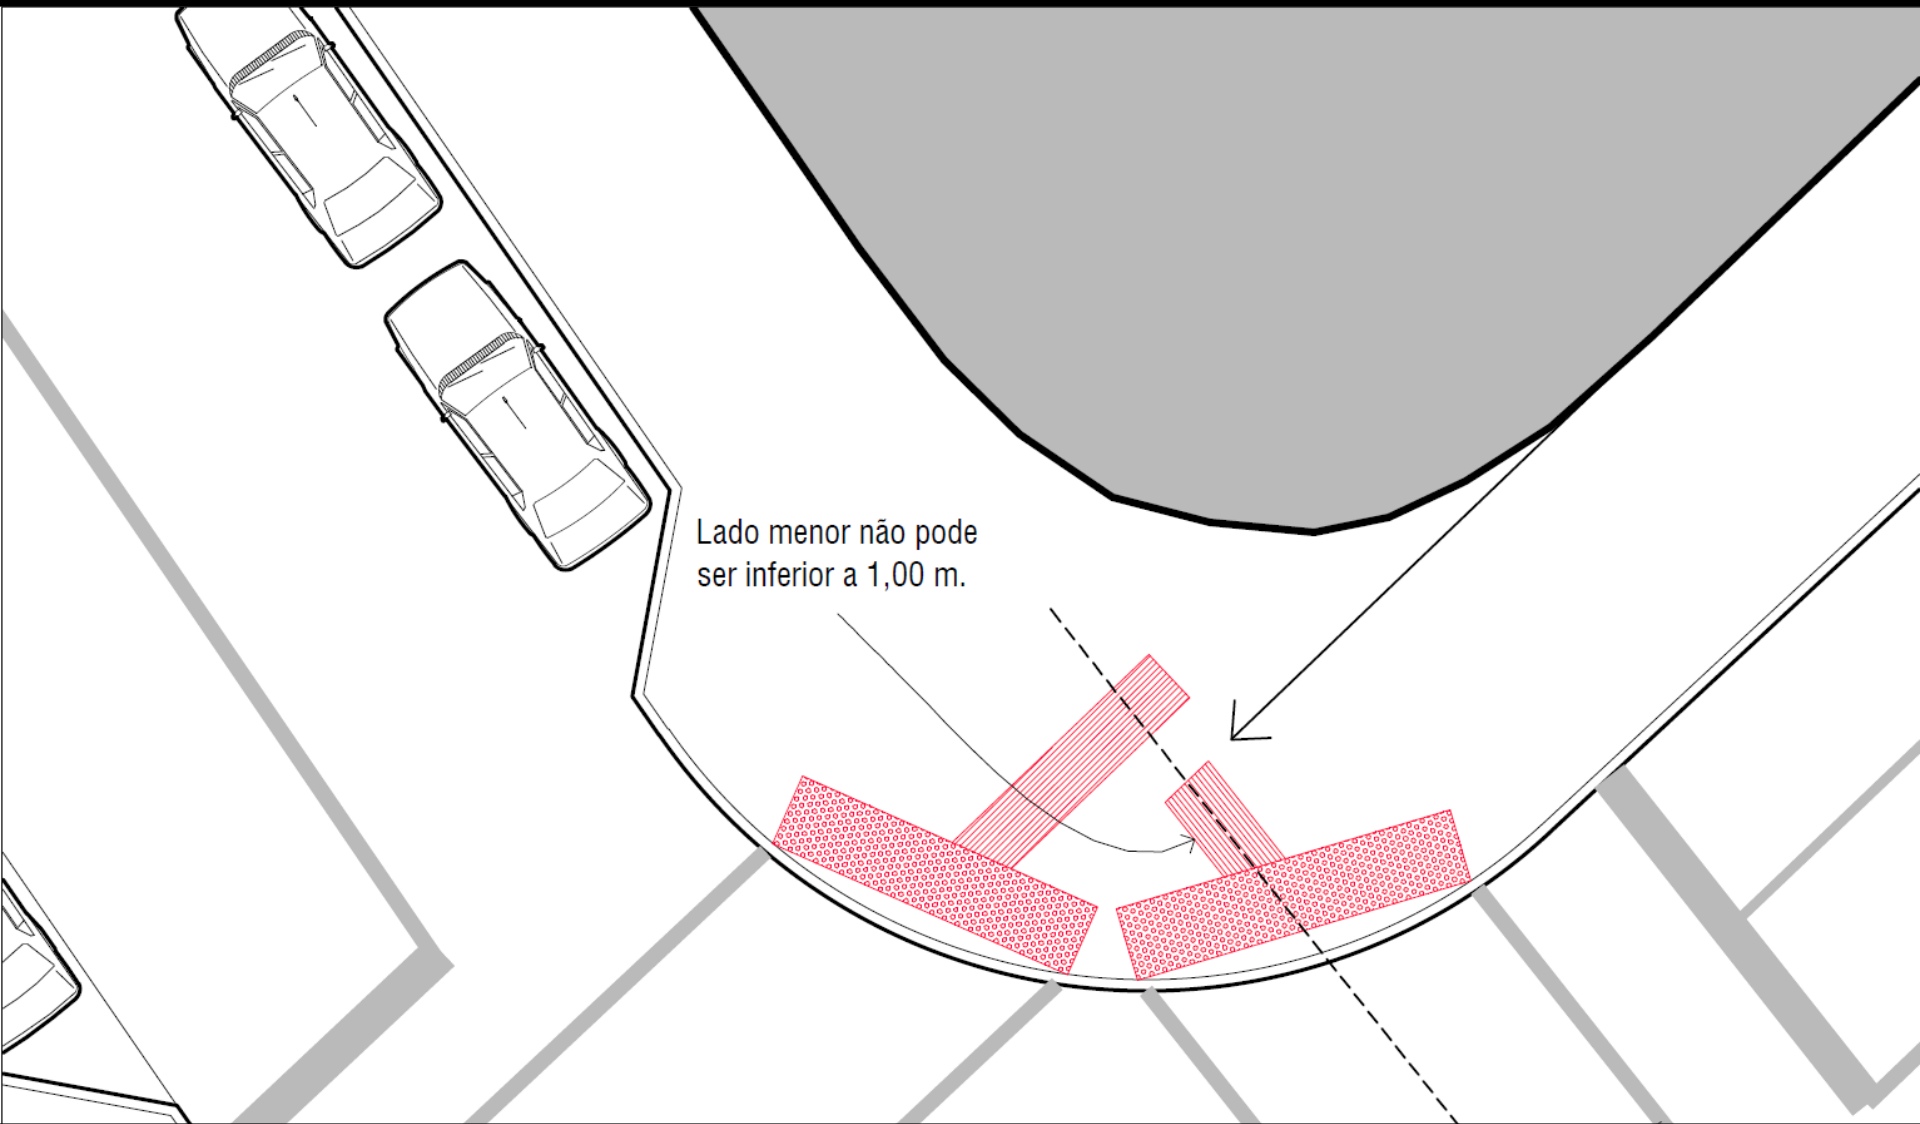 Lado menor não pode
ser inferior a 1,00 m.